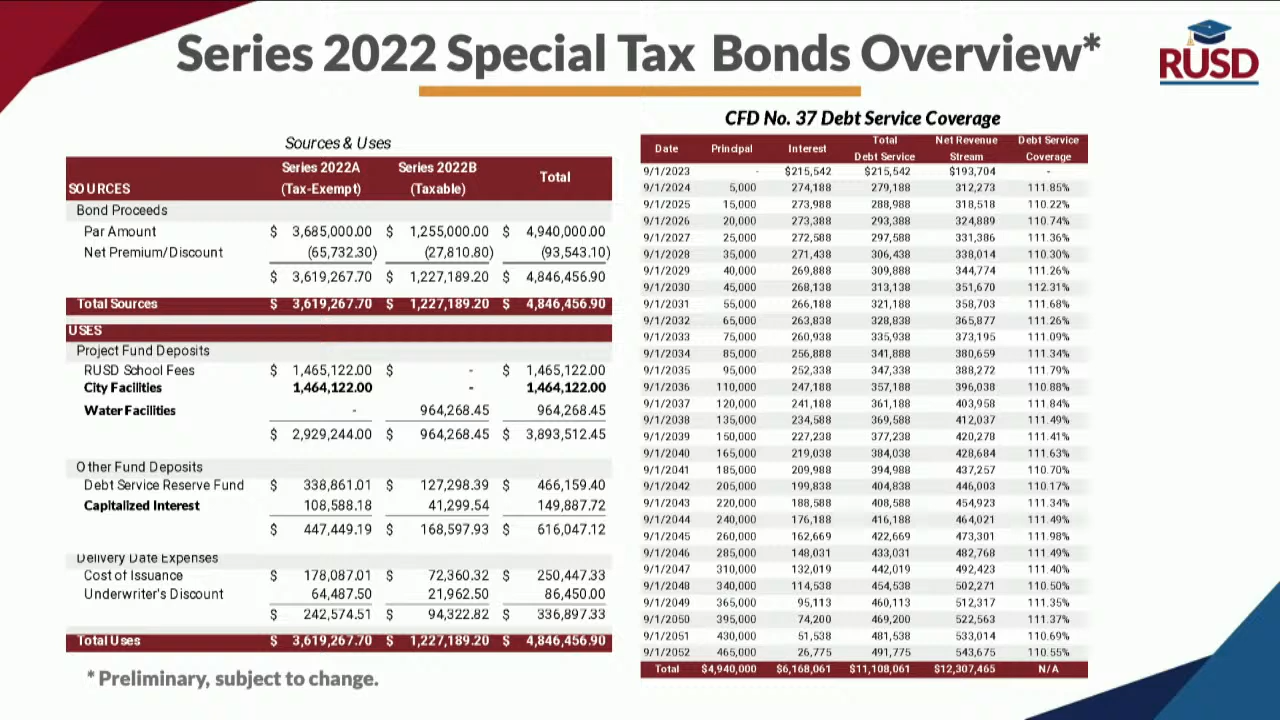 Series 2022 Special Tax Bonds Overview*
RUSD
Sources & Uses
SOURCES Series 2022A (Tax-Exempt) Series 2022B (Taxable) Total
Bond Proceeds
Par Amount $ 3,685,000.00 $ 1,255,000.00 $ 4,940,000.00
Net Premium/Discount (65,732.30) (27,810.80) (93,543.10)
$ 3,619,267.70 $ 1,227,189.20 $ 4,846,456.90
Total Sources $ 3,619,267.70 $ 1,227,189.20 $ 4,846,456.90
USES
Project Fund Deposits
RUSD School Fees $ 1,465,122.00 $ - $ 1,465,122.00
City Facilities 1,464,122.00 - 1,464,122.00
Water Facilities - 964,268.45 964,268.45
$ 2,929,244.00 $ 964,268.45 $ 3,893,512.45
Other Fund Deposits
Debt Service Reserve Fund $ 338,861.01 $ 127,298.39 $ 466,159.40
Capitalized Interest 108,588.18 41,299.54 149,887.72
$ 447,449.19 $ 168,597.93 $ 616,047.12
Delivery Date Expenses
Cost of Issuance $ 178,087.01 $ 72,360.32 $ 250,447.33
Underwriter's Discount 64,487.50 21,962.50 86,450.00
$ 242,574.51 $ 94,322.82 $ 336,897.33
Total Uses $ 3,619,267.70 $ 1,227,189.20 $ 4,846,456.90
* Preliminary, subject to change.
CFD No. 37 Debt Service Coverage
Date Principal Interest Total Debt Service Net Revenue Stream Debt Service Coverage
9/1/2023 - $215,542 $215,542 $193,704 -
9/1/2024 5,000 274,188 279,188 312,273 111.85%
9/1/2025 15,000 273,988 288,988 318,518 110.22%
9/1/2026 20,000 273,388 293,388 324,889 110.74%
9/1/2027 25,000 272,588 297,588 331,386 111.36%
9/1/2028 35,000 271,438 306,438 338,014 110.30%
9/1/2029 40,000 269,888 309,888 344,774 111.26%
9/1/2030 45,000 268,138 313,138 351,670 112.31%
9/1/2031 55,000 266,188 321,188 358,703 111.68%
9/1/2032 65,000 263,838 328,838 365,877 111.26%
9/1/2033 75,000 260,938 335,938 373,195 111.09%
9/1/2034 85,000 256,888 341,888 380,659 111.34%
9/1/2035 95,000 252,338 347,338 388,272 111.79%
9/1/2036 110,000 247,188 357,188 396,038 110.88%
9/1/2037 120,000 241,188 361,188 403,958 111.84%
9/1/2038 135,000 234,588 369,588 412,037 111.49%
9/1/2039 150,000 227,238 377,238 420,278 111.41%
9/1/2040 165,000 219,038 384,038 428,684 111.63%
9/1/2041 185,000 209,988 394,988 437,257 110.70%
9/1/2042 205,000 199,838 404,838 446,003 110.17%
9/1/2043 220,000 188,588 408,588 454,923 111.34%
9/1/2044 240,000 176,188 416,188 464,021 111.49%
9/1/2045 260,000 162,669 422,669 473,301 111.98%
9/1/2046 285,000 148,031 433,031 482,768 111.49%
9/1/2047 310,000 132,019 442,019 492,423 111.40%
9/1/2048 340,000 114,538 454,538 502,271 110.50%
9/1/2049 365,000 95,113 460,113 512,317 111.35%
9/1/2050 395,000 74,200 469,200 522,563 111.37%
9/1/2051 430,000 51,538 481,538 533,014 110.69%
9/1/2052 465,000 26,775 491,775 543,675 110.55%
Total $4,940,000 $6,168,061 $11,108,061 $12,307,465 N/A